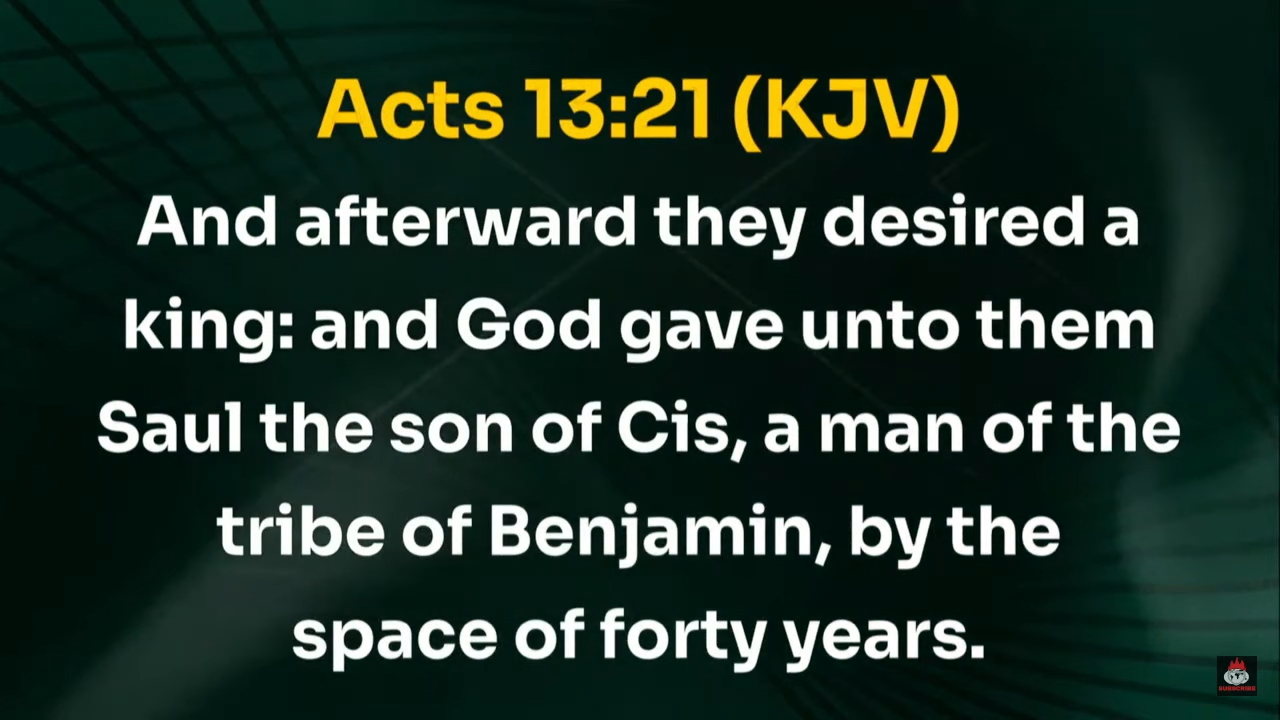 Acts 13:21 (KJV)
And afterward they desired a
king: and God gave unto them
Saul the son of Cis, a man of the
tribe of Benjamin, by the
space of forty years.
SUBSCRIBE